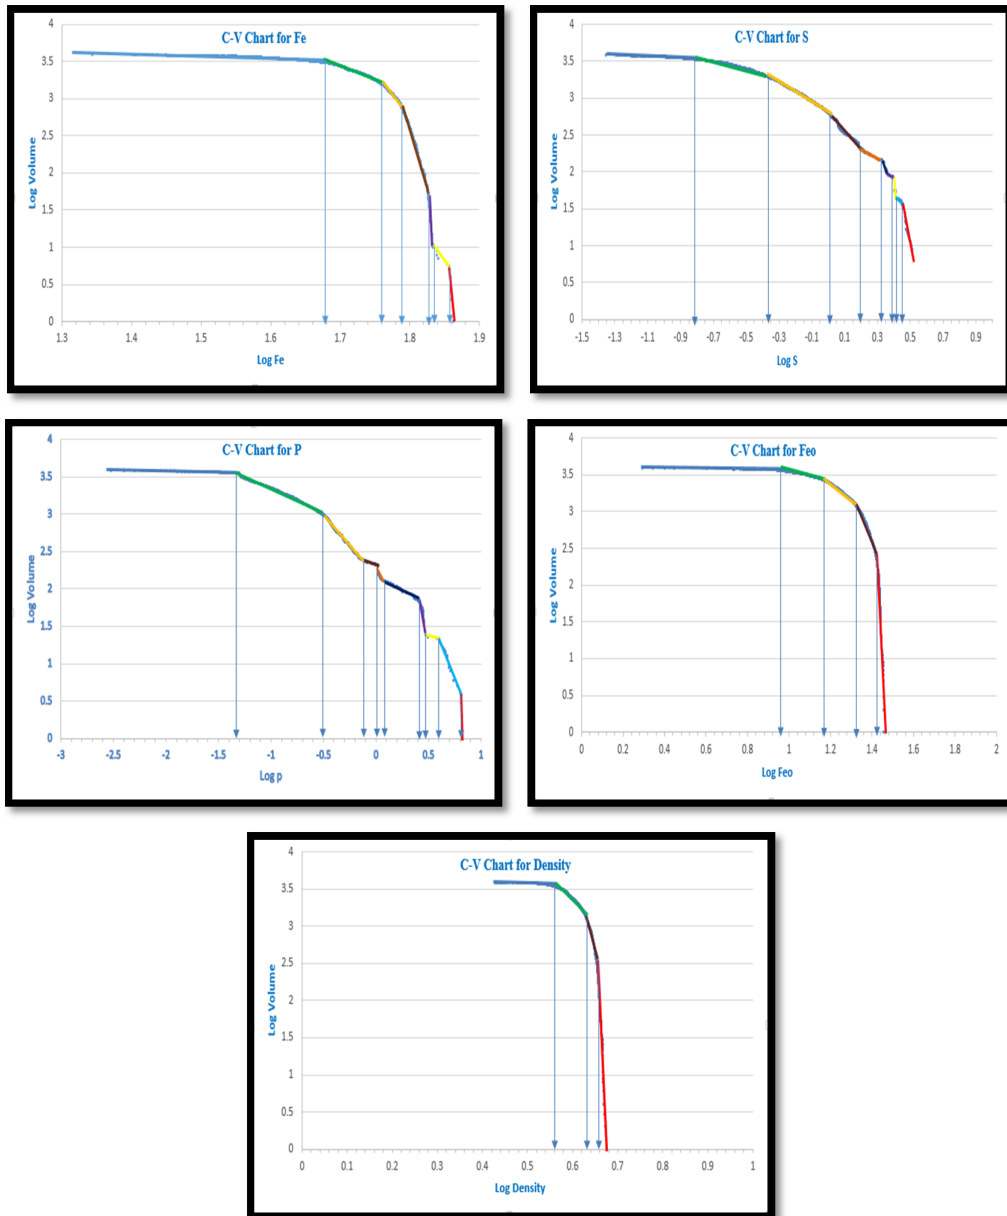 C-V Chart for Fe
4
3.5
3
2.5
2
1.5
1
0.5
0
Log Volume
1.3 1.4 1.5 1.6 1.7 1.8 1.9
Log Fe
C-V Chart for S
4
3.5
3
2.5
2
1.5
1
0.5
0
Log Volume
-1.5 -1.3 -1.1 -0.9 -0.7 -0.5 -0.3 -0.1 0.1 0.3 0.5 0.7 0.9
Log S
C-V Chart for P
4
3.5
3
2.5
2
1.5
1
0.5
0
Log Volume
-3 -2.5 -2 -1.5 -1 -0.5 0 0.5 1
Log p
C-V Chart for Feo
4
3.5
3
2.5
2
1.5
1
0.5
0
Log Volume
0 0.2 0.4 0.6 0.8 1 1.2 1.4 1.6 1.8 2
Log Feo
C-V Chart for Density
4
3.5
3
2.5
2
1.5
1
0.5
0
Log Volume
0 0.1 0.2 0.3 0.4 0.5 0.6 0.7 0.8 0.9 1
Log Density